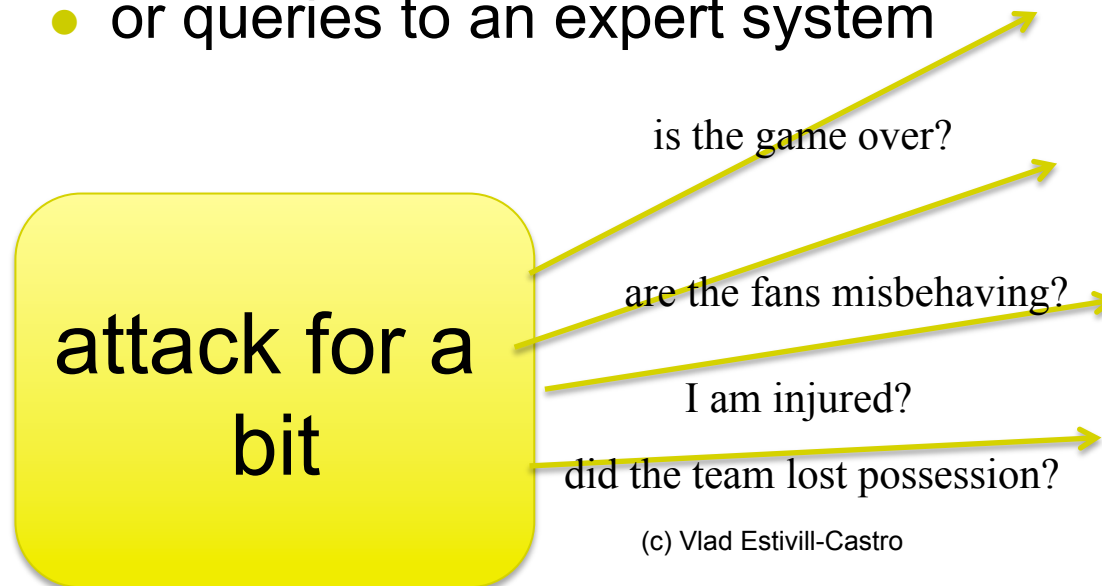 • or queries to an expert system
is the game over?
are the fans misbehaving?
attack for a
bit
I am injured?
did the team lost possession?
(c) Vlad Estivill-Castro